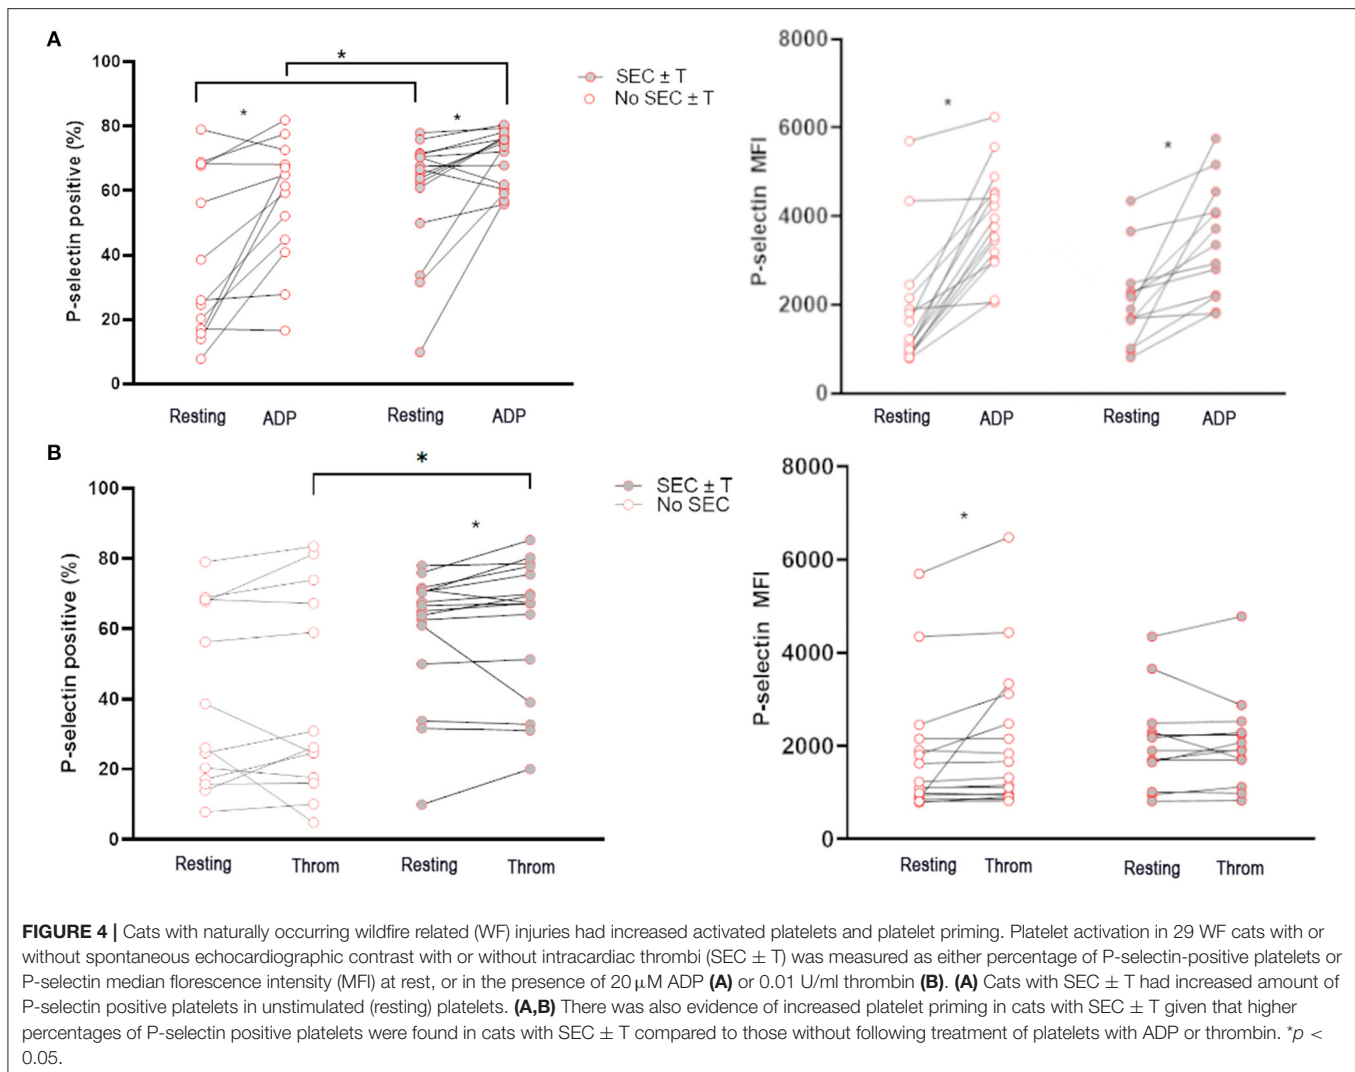 A
P-selectin positive (%)
100
80
60
40
20
0
*
*
*
Resting
ADP
Resting
ADP
SEC ± T
No SEC ± T
P-selectin MFI
8000
6000
4000
2000
0
*
*
Resting
ADP
Resting
ADP
B
P-selectin positive (%)
100
80
60
40
20
0
*
*
Resting
Throm
Resting
Throm
SEC ± T
No SEC
P-selectin MFI
8000
6000
4000
2000
0
*
Resting
Throm
Resting
Throm
FIGURE 4 | Cats with naturally occurring wildfire related (WF) injuries had increased activated platelets and platelet priming. Platelet activation in 29 WF cats with or
without spontaneous echocardiographic contrast with or without intracardiac thrombi (SEC ± T) was measured as either percentage of P-selectin-positive platelets or
P-selectin median florescence intensity (MFI) at rest, or in the presence of 20 μM ADP (A) or 0.01 U/ml thrombin (B). (A) Cats with SEC ± T had increased amount of
P-selectin positive platelets in unstimulated (resting) platelets. (A,B) There was also evidence of increased platelet priming in cats with SEC ± T given that higher
percentages of P-selectin positive platelets were found in cats with SEC ± T compared to those without following treatment of platelets with ADP or thrombin. *p <
0.05.